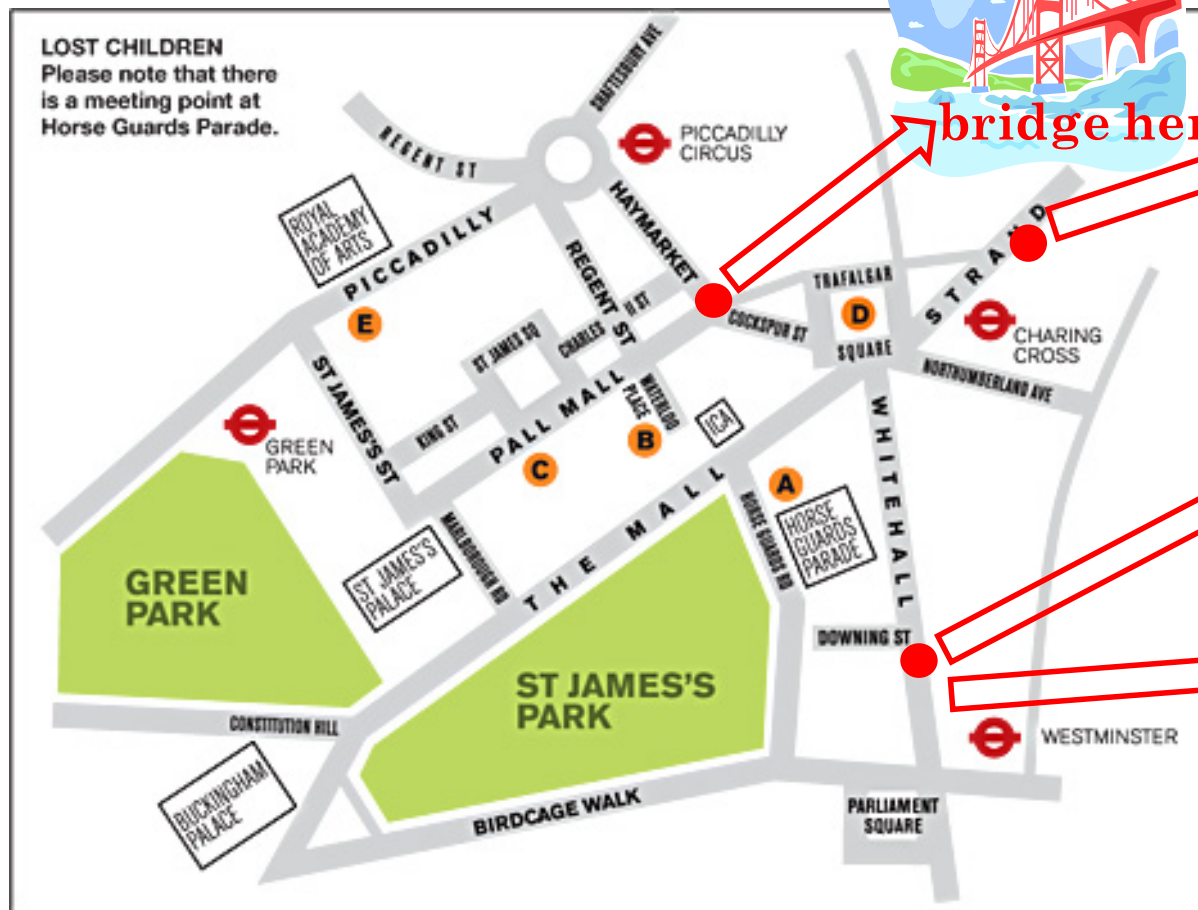 LOST CHILDREN
Please note that there
is a meeting point at
Horse Guards Parade.
SHAFTESBURY AVE
bridge her
REGENT ST
PICCADILLY
CIRCUS
ROYAL
ACADEMY
OF ARTS
PICCADILLY
HAYMARKET
REGENT ST
STRAND
E
ST JAMES SQ
CHARLES II ST
COCKSPUR ST
TRAFALGAR
D
SQUARE
CHARING
CROSS
NORTHUMBERLAND AVE
ST JAMES'S ST
KING ST
PALL MALL
WATERLOO
PLACE
ICA
GREEN
PARK
C
B
A
WHITEHALL
THE MALL
HORSE GUARDS RD
HORSE
GUARDS
PARADE
MARLBOROUGH RD
ST JAMES'S
PALACE
GREEN
PARK
DOWNING ST
ST JAMES'S
PARK
CONSTITUTION HILL
WESTMINSTER
BUCKINGHAM
PALACE
BIRDCAGE WALK
PARLIAMENT
SQUARE